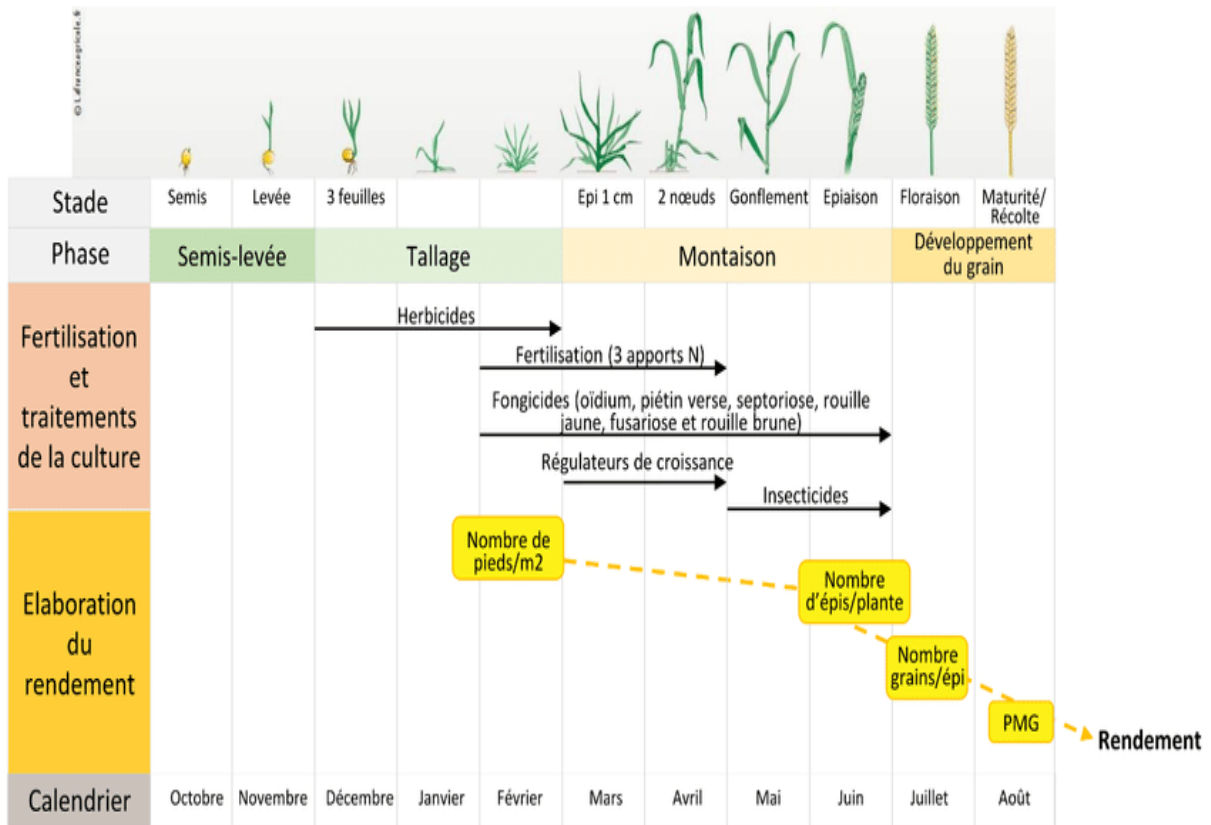 © Lafranceagricole.fr
Stade
Semis
Levée
3 feuilles
Epi 1 cm
2 nœuds
Gonflement
Epiaison
Floraison
Maturité/
Récolte
Phase
Semis-levée
Tallage
Montaison
Développement
du grain
Fertilisation
et
traitements
de la culture
Herbicides
Fertilisation (3 apports N)
Fongicides (oïdium, piétin verse, septoriose, rouille
jaune, fusariose et rouille brune)
Régulateurs de croissance
Insecticides
Elaboration
du
rendement
Nombre de
pieds/m2
Nombre
d'épis/plante
Nombre
grains/épi
PMG
Rendement
Calendrier
Octobre
Novembre
Décembre
Janvier
Février
Mars
Avril
Mai
Juin
Juillet
Août